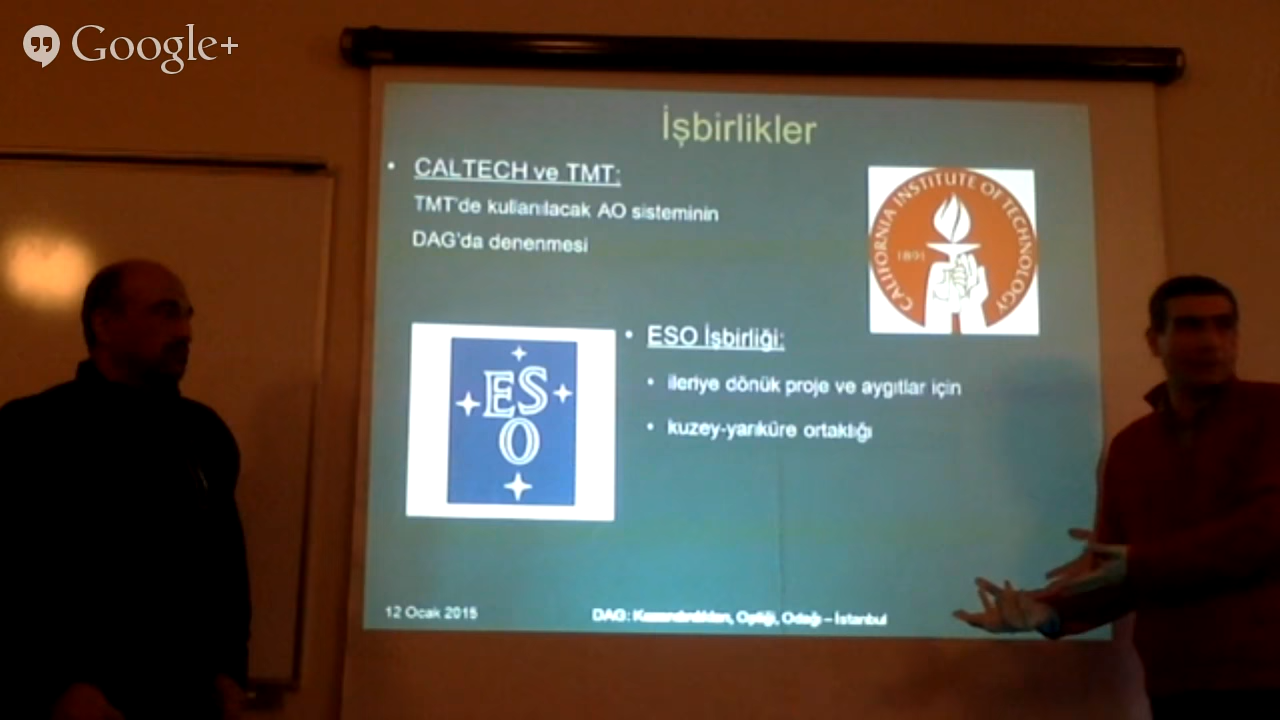 Google+
İşbirlikler
• CALTECH ve TMT:
TMT'de kullanılacak AO sisteminin
DAG'da denenmesi
CALIFORNIA INSTITUTE OF TECHNOLOGY
1891
ESO
• ESO İşbirliği:
• ileriye dönük proje ve aygıtlar için
• kuzey-yarıküre ortaklığı
12 Ocak 2015
DAG: Kazandırdıkları, Optiği, Odağı – İstanbul